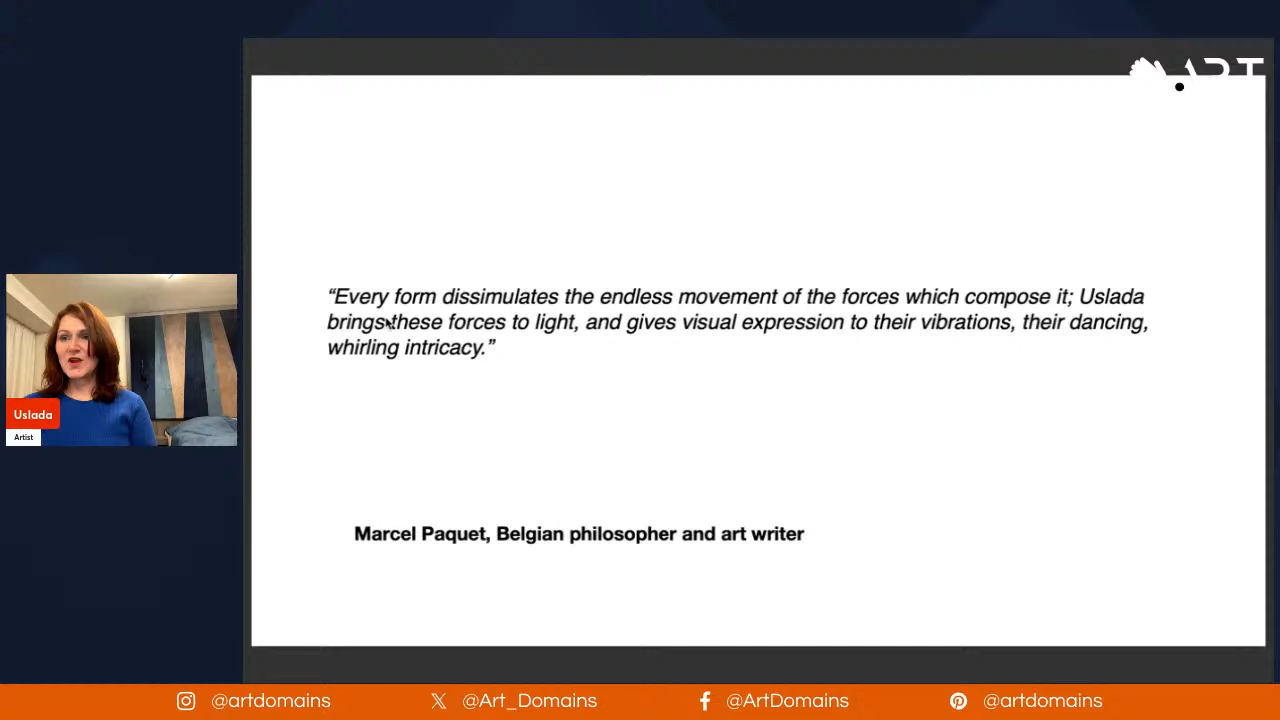 ART
“Every form dissimulates the endless movement of the forces which compose it; Uslada
brings these forces to light, and gives visual expression to their vibrations, their dancing,
whirling intricacy.”
Uslada
Artist
Marcel Paquet, Belgian philosopher and art writer
@artdomains @Art_Domains @ArtDomains @artdomains